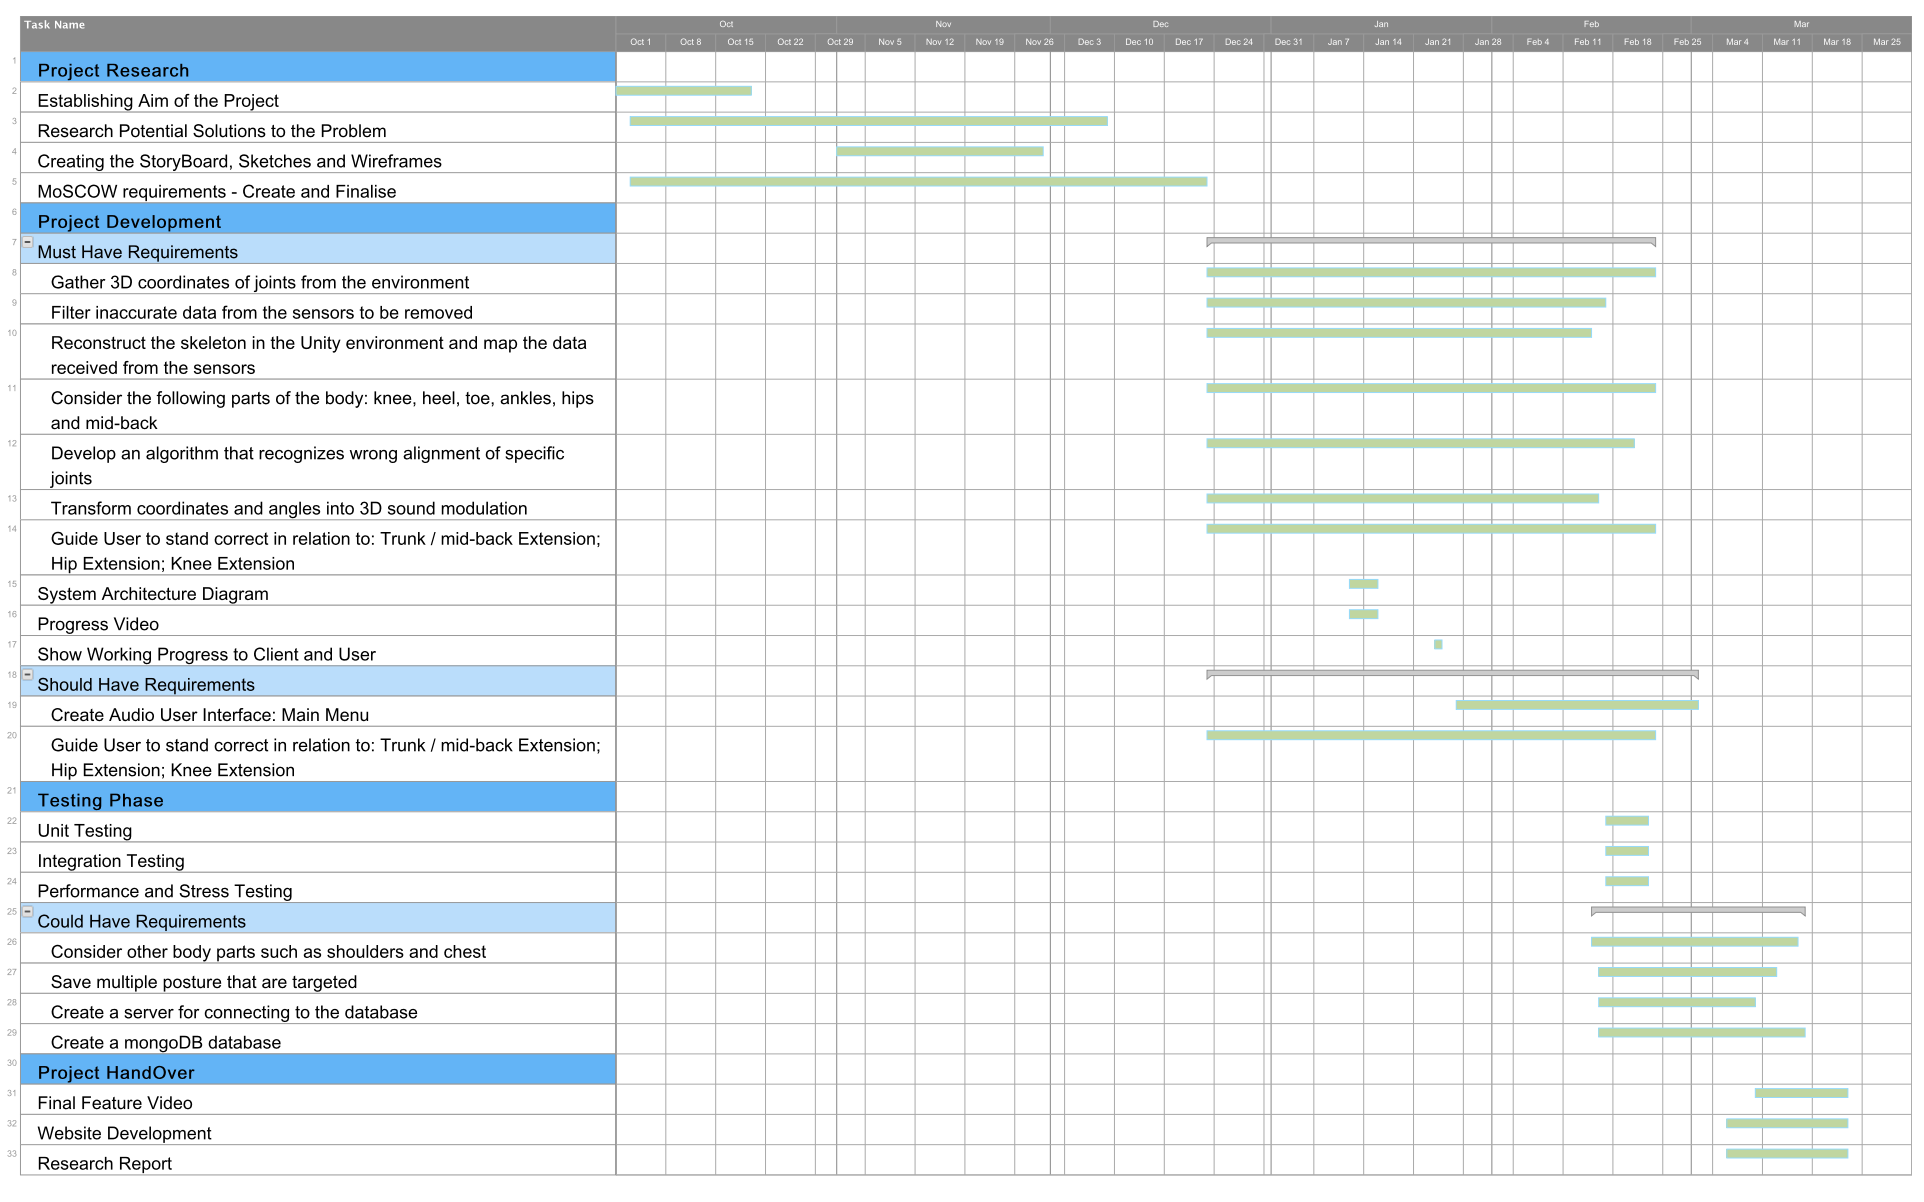 Task Name
Oct Nov Dec Jan Feb Mar
Oct 1 Oct 8 Oct 15 Oct 22 Oct 29 Nov 5 Nov 12 Nov 19 Nov 26 Dec 3 Dec 10 Dec 17 Dec 24 Dec 31 Jan 7 Jan 14 Jan 21 Jan 28 Feb 4 Feb 11 Feb 18 Feb 25 Mar 4 Mar 11 Mar 18 Mar 25
1 Project Research
2 Establishing Aim of the Project
3 Research Potential Solutions to the Problem
4 Creating the StoryBoard, Sketches and Wireframes
5 MoSCOW requirements - Create and Finalise
6 Project Development
7 Must Have Requirements
8 Gather 3D coordinates of joints from the environment
9 Filter inaccurate data from the sensors to be removed
10 Reconstruct the skeleton in the Unity environment and map the data
received from the sensors
11 Consider the following parts of the body: knee, heel, toe, ankles, hips
and mid-back
12 Develop an algorithm that recognizes wrong alignment of specific
joints
13 Transform coordinates and angles into 3D sound modulation
14 Guide User to stand correct in relation to: Trunk / mid-back Extension;
Hip Extension; Knee Extension
15 System Architecture Diagram
16 Progress Video
17 Show Working Progress to Client and User
18 Should Have Requirements
19 Create Audio User Interface: Main Menu
20 Guide User to stand correct in relation to: Trunk / mid-back Extension;
Hip Extension; Knee Extension
21 Testing Phase
22 Unit Testing
23 Integration Testing
24 Performance and Stress Testing
25 Could Have Requirements
26 Consider other body parts such as shoulders and chest
27 Save multiple posture that are targeted
28 Create a server for connecting to the database
29 Create a mongoDB database
30 Project HandOver
31 Final Feature Video
32 Website Development
33 Research Report